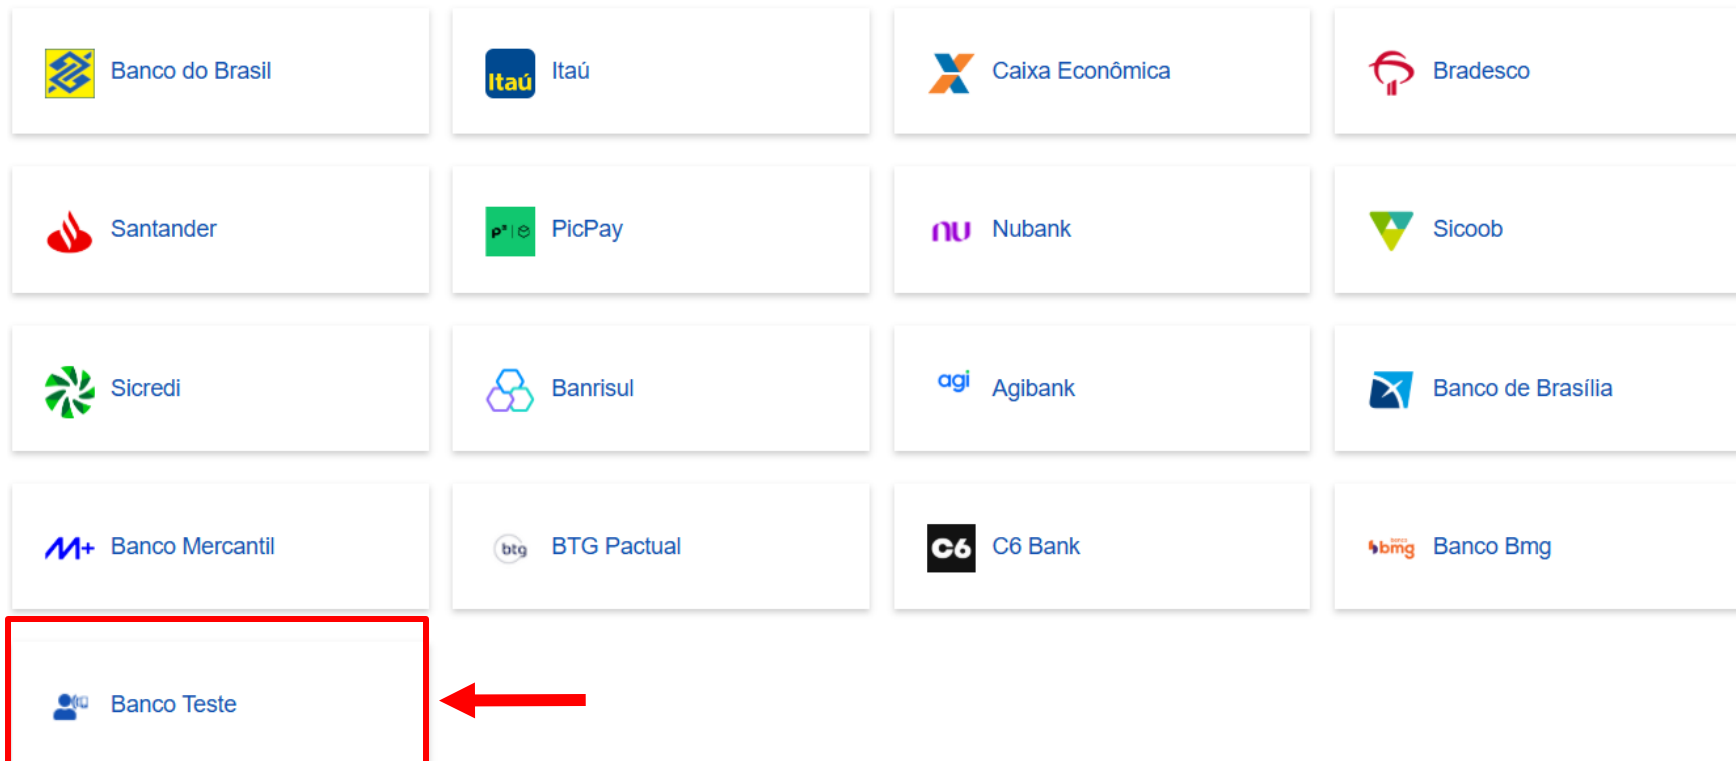 Banco do Brasil
Itaú
Itaú
Caixa Econômica
Bradesco
Santander
PicPay
nu
Nubank
Sicoob
Sicredi
Banrisul
agi
Agibank
Banco de Brasília
M+
Banco Mercantil
btg
BTG Pactual
C6
C6 Bank
bmg
Banco Bmg
Banco Teste